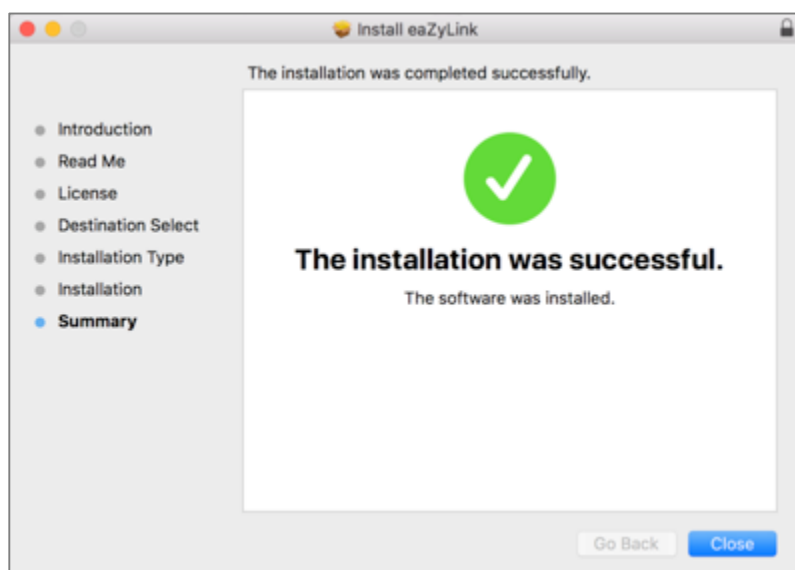 Install eaZyLink
The installation was completed successfully.
Introduction
Read Me
License
Destination Select
Installation Type
Installation
Summary
The installation was successful.
The software was installed.
Go Back
Close